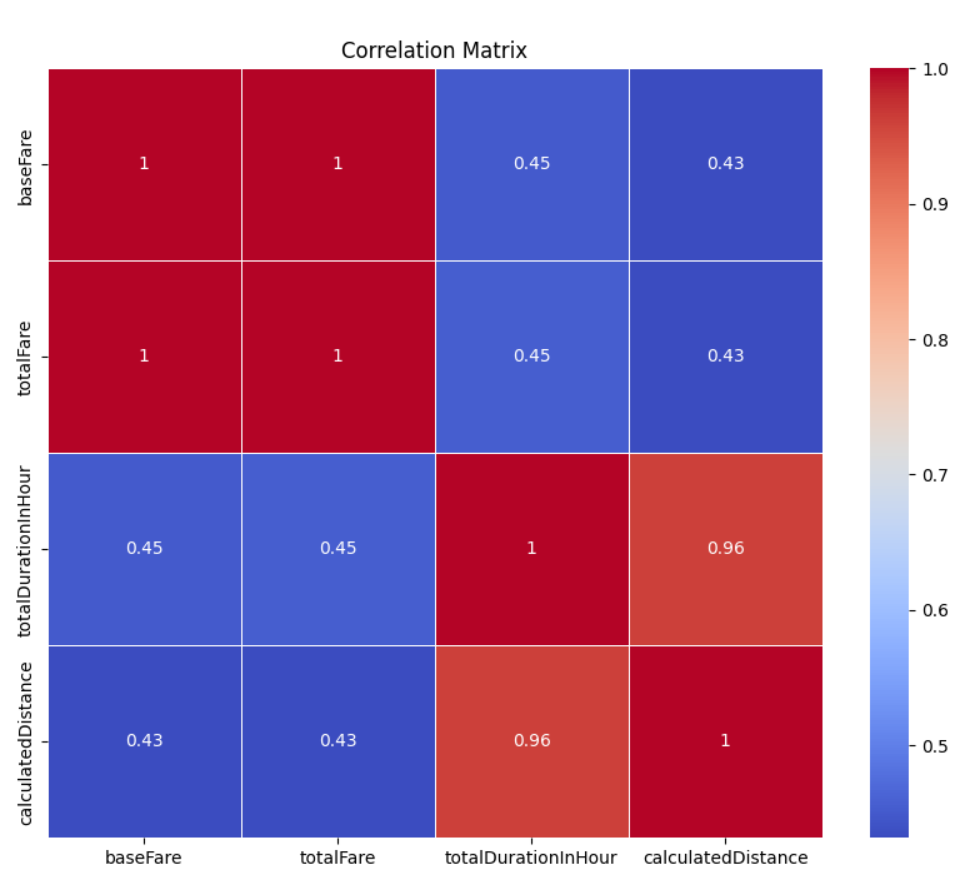 Correlation Matrix
baseFare 1 1 0.45 0.43
totalFare 1 1 0.45 0.43
totalDurationInHour 0.45 0.45 1 0.96
calculatedDistance 0.43 0.43 0.96 1
baseFare totalFare totalDurationInHour calculatedDistance
1.0
0.9
0.8
0.7
0.6
0.5